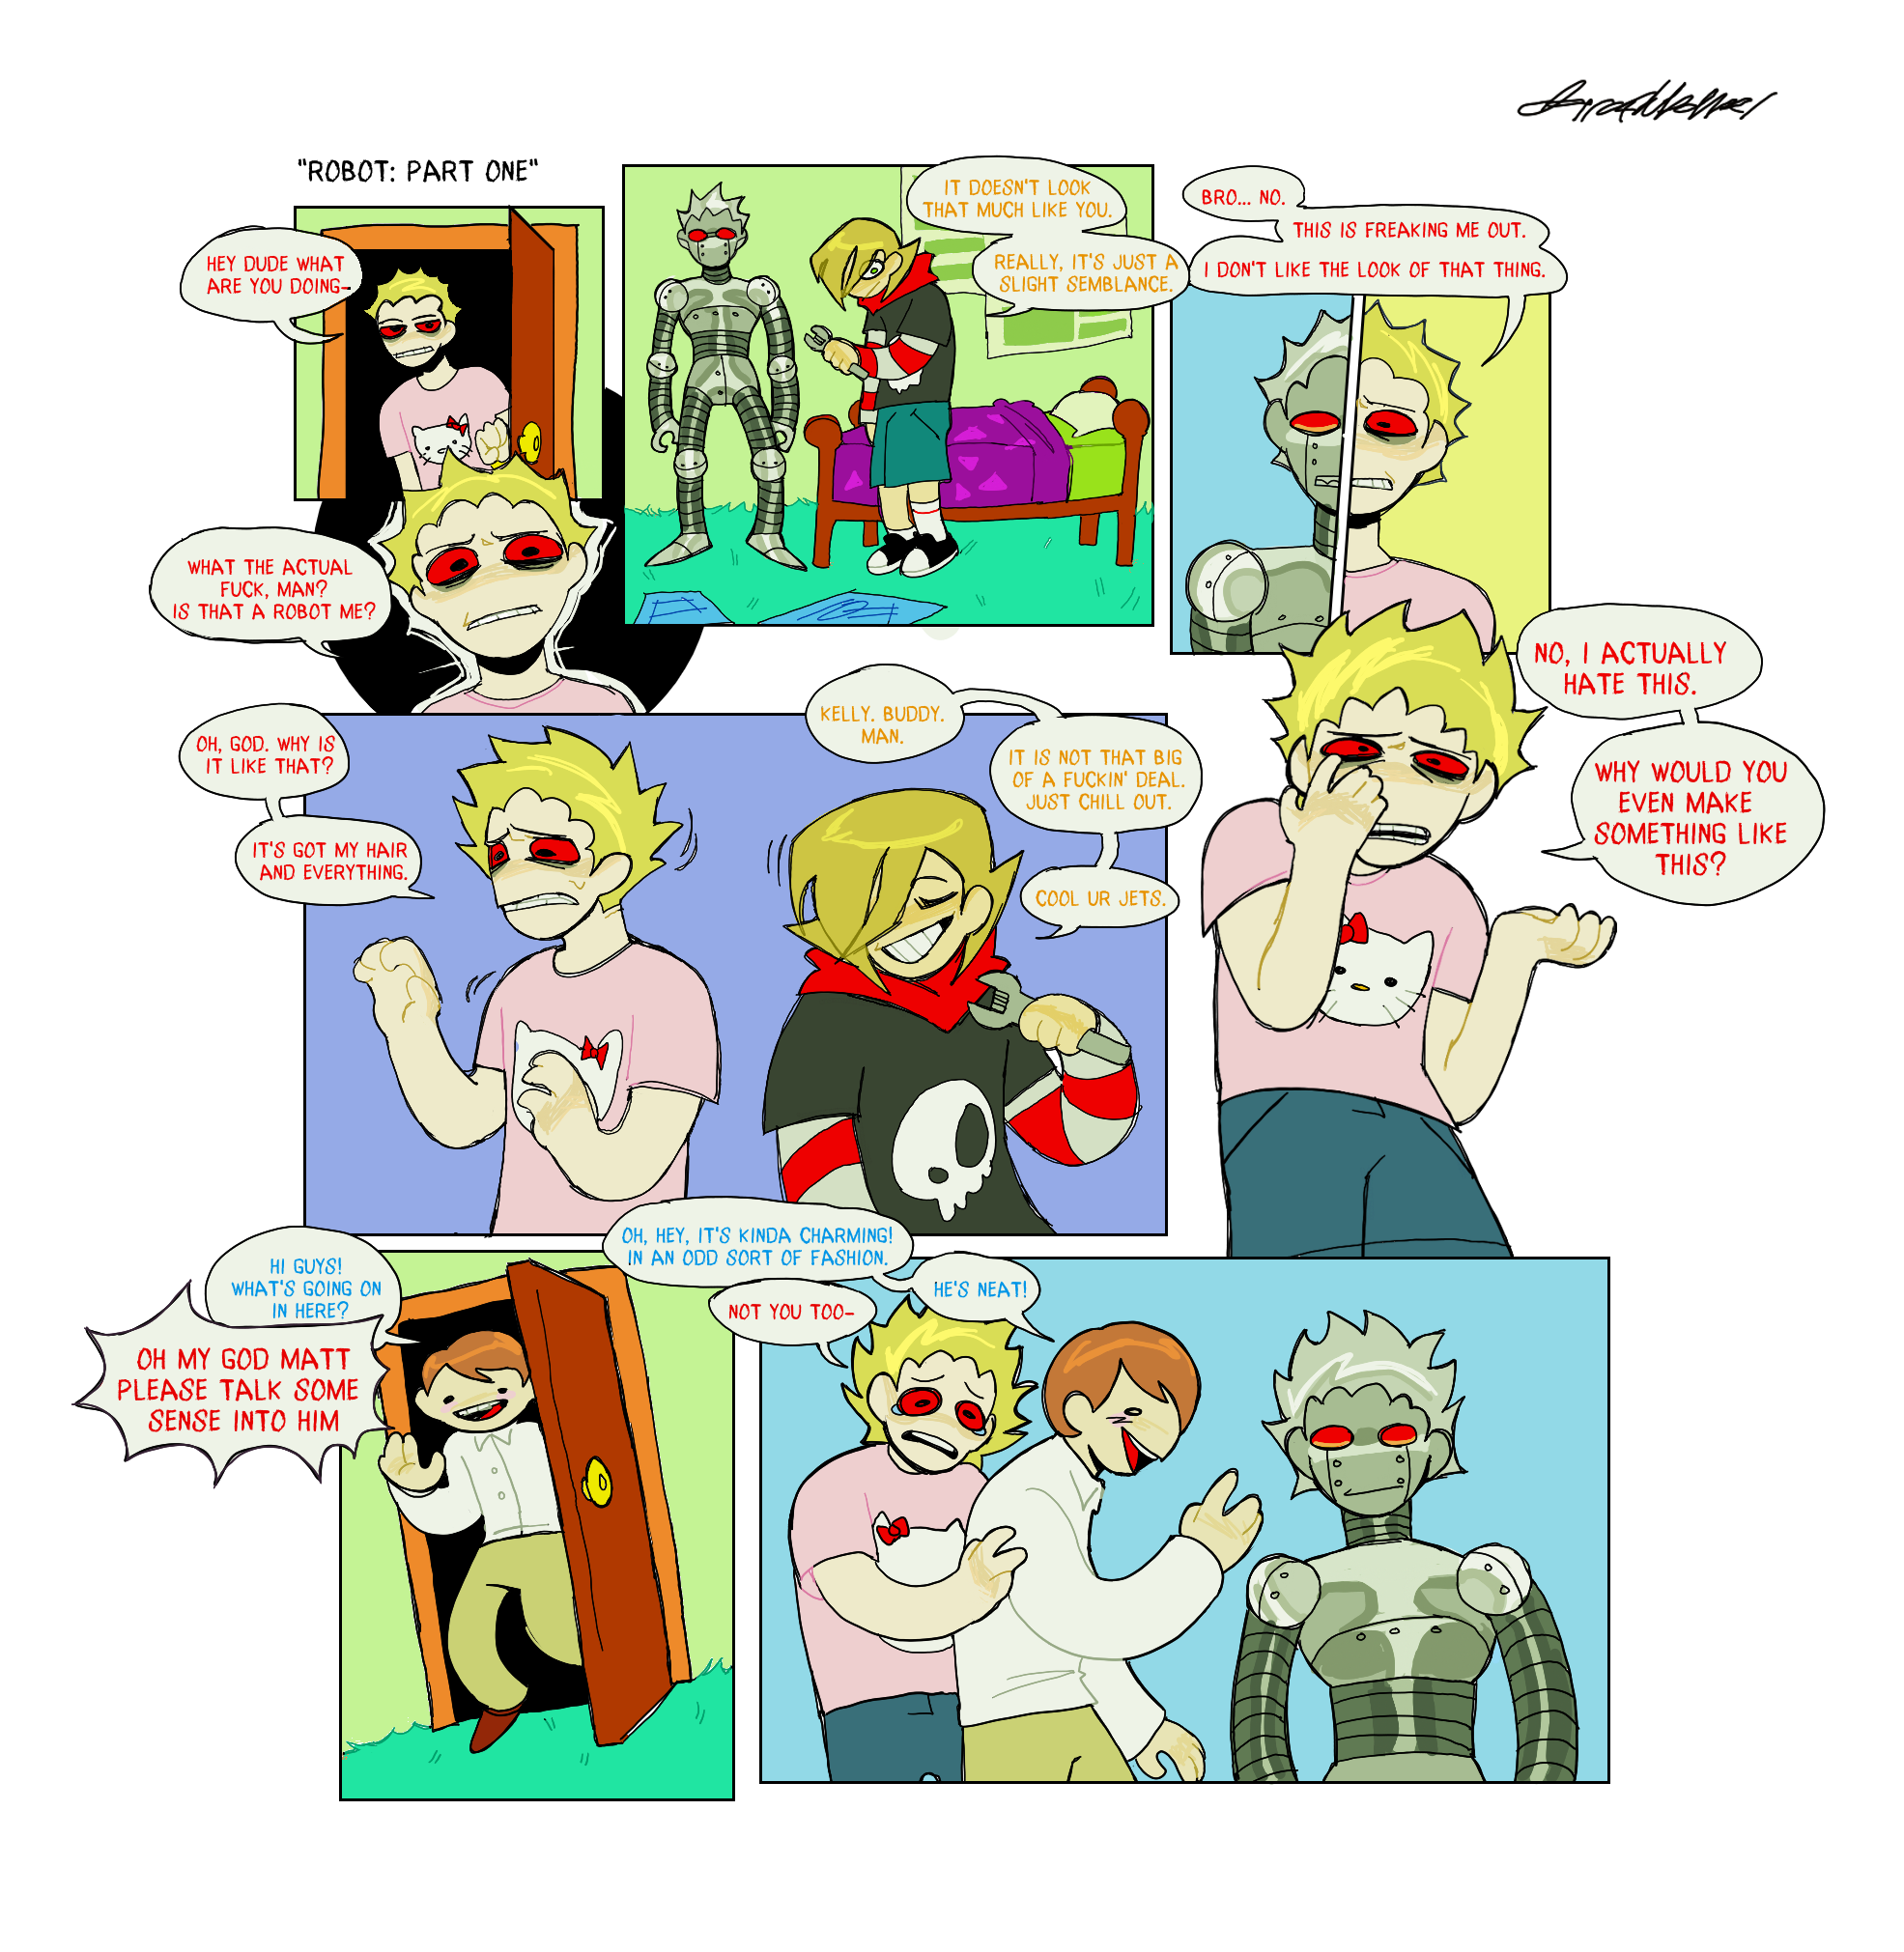 "ROBOT: PART ONE"
HEY DUDE WHAT
ARE YOU DOING-
WHAT THE ACTUAL
FUCK, MAN?
IS THAT A ROBOT ME?
IT DOESN'T LOOK
THAT MUCH LIKE YOU.
REALLY, IT'S JUST A
SLIGHT SEMBLANCE.
BRO... NO.
THIS IS FREAKING ME OUT.
I DON'T LIKE THE LOOK OF THAT THING.
OH, GOD. WHY IS
IT LIKE THAT?
IT'S GOT MY HAIR
AND EVERYTHING.
KELLY. BUDDY.
MAN.
IT IS NOT THAT BIG
OF A FUCKIN' DEAL.
JUST CHILL OUT.
COOL UR JETS.
NO, I ACTUALLY
HATE THIS.
WHY WOULD YOU
EVEN MAKE
SOMETHING LIKE
THIS?
HI GUYS!
WHAT'S GOING ON
IN HERE?
OH MY GOD MATT
PLEASE TALK SOME
SENSE INTO HIM
OH, HEY, IT'S KINDA CHARMING!
IN AN ODD SORT OF FASHION.
HE'S NEAT!
NOT YOU TOO-